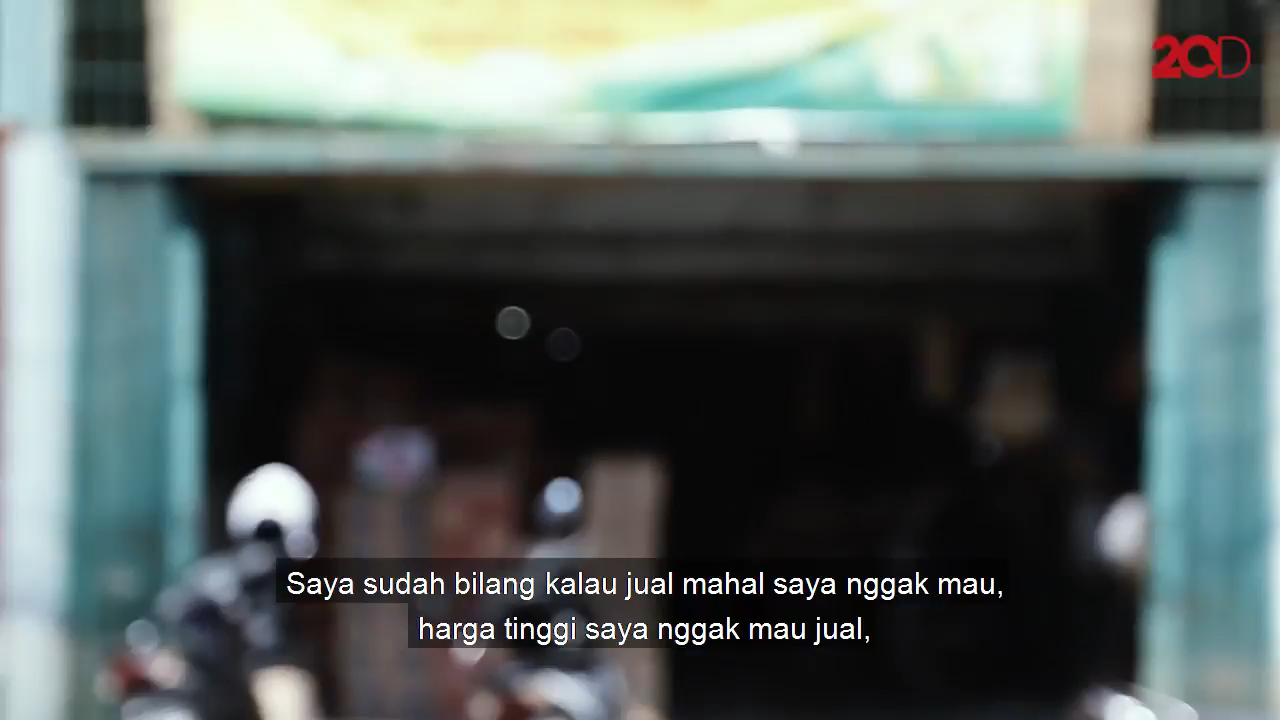 20D
Saya sudah bilang kalau jual mahal saya nggak mau,
harga tinggi saya nggak mau jual,